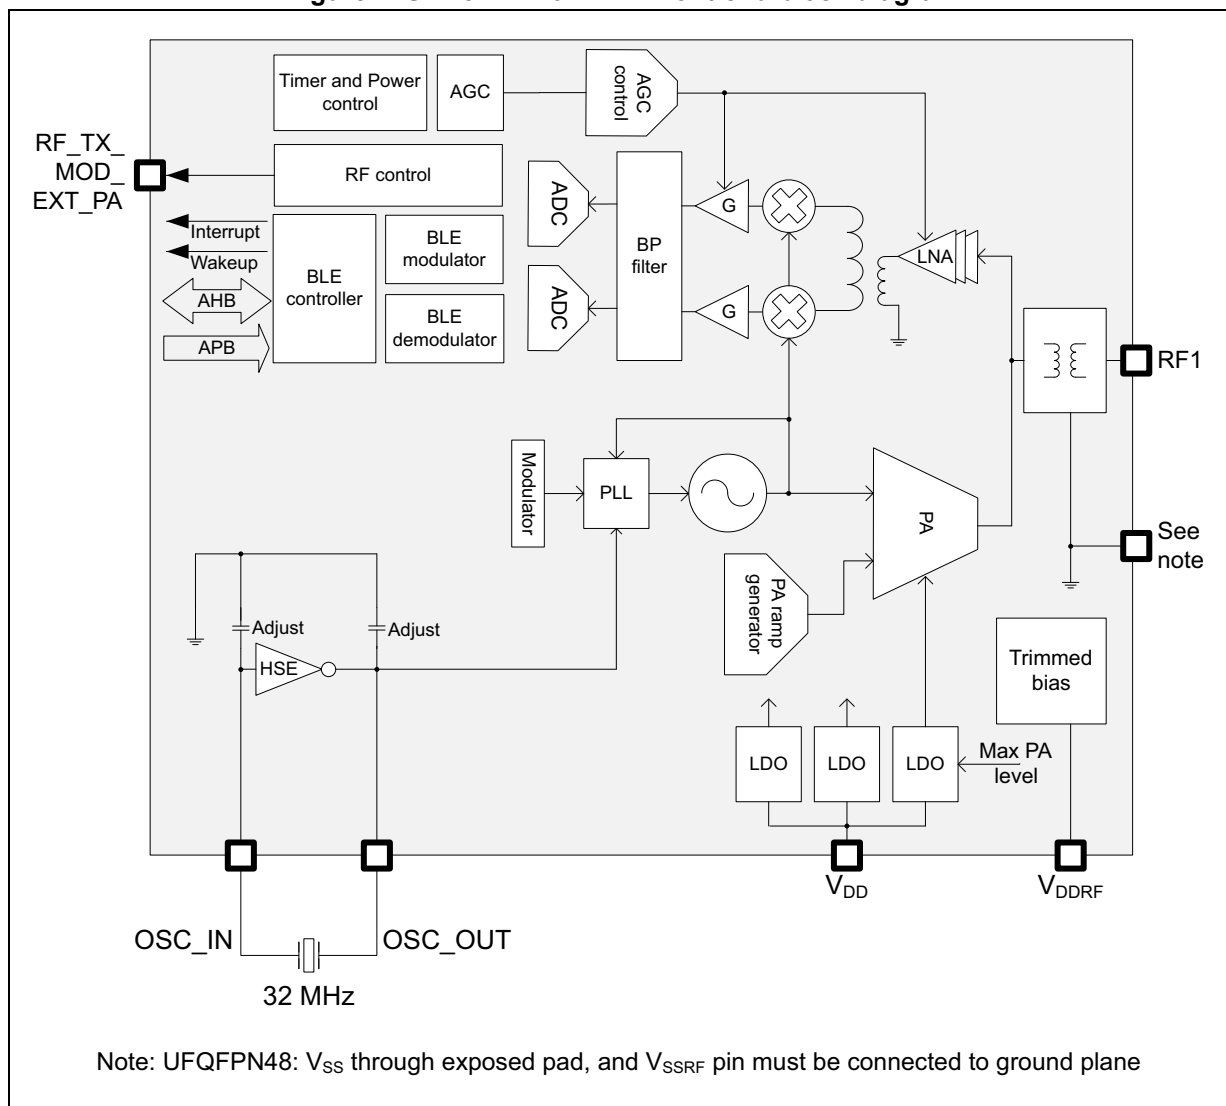 Timer and Power
control
AGC
AGC
control
RF_TX_
MOD_
EXT_PA
RF control
ADC
BP
filter
G
LNA
Interrupt
Wakeup
AHB
APB
BLE
controller
BLE
modulator
BLE
demodulator
ADC
G
RF1
Modulator
PLL
PA
See
note
PA ramp
generator
Adjust
Adjust
HSE
Trimmed
bias
LDO
LDO
LDO
Max PA
level
VDD
VDDRF
OSC_IN
OSC_OUT
32 MHz
Note: UFQFPN48: VSS through exposed pad, and VSSRF pin must be connected to ground plane